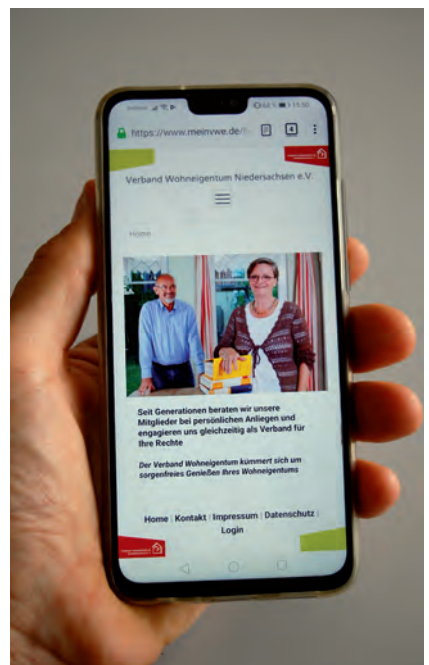 https://www.meinvwe.de/
4
Verband Wohneigentum Niedersachsen e.V.
Home
Seit Generationen beraten wir unsere
Mitglieder bei persönlichen Anliegen und
engagieren uns gleichzeitig als Verband für
Ihre Rechte
Der Verband Wohneigentum kümmert sich um
sorgenfreies Genießen Ihres Wohneigentums
Home | Kontakt | Impressum | Datenschutz |
Login